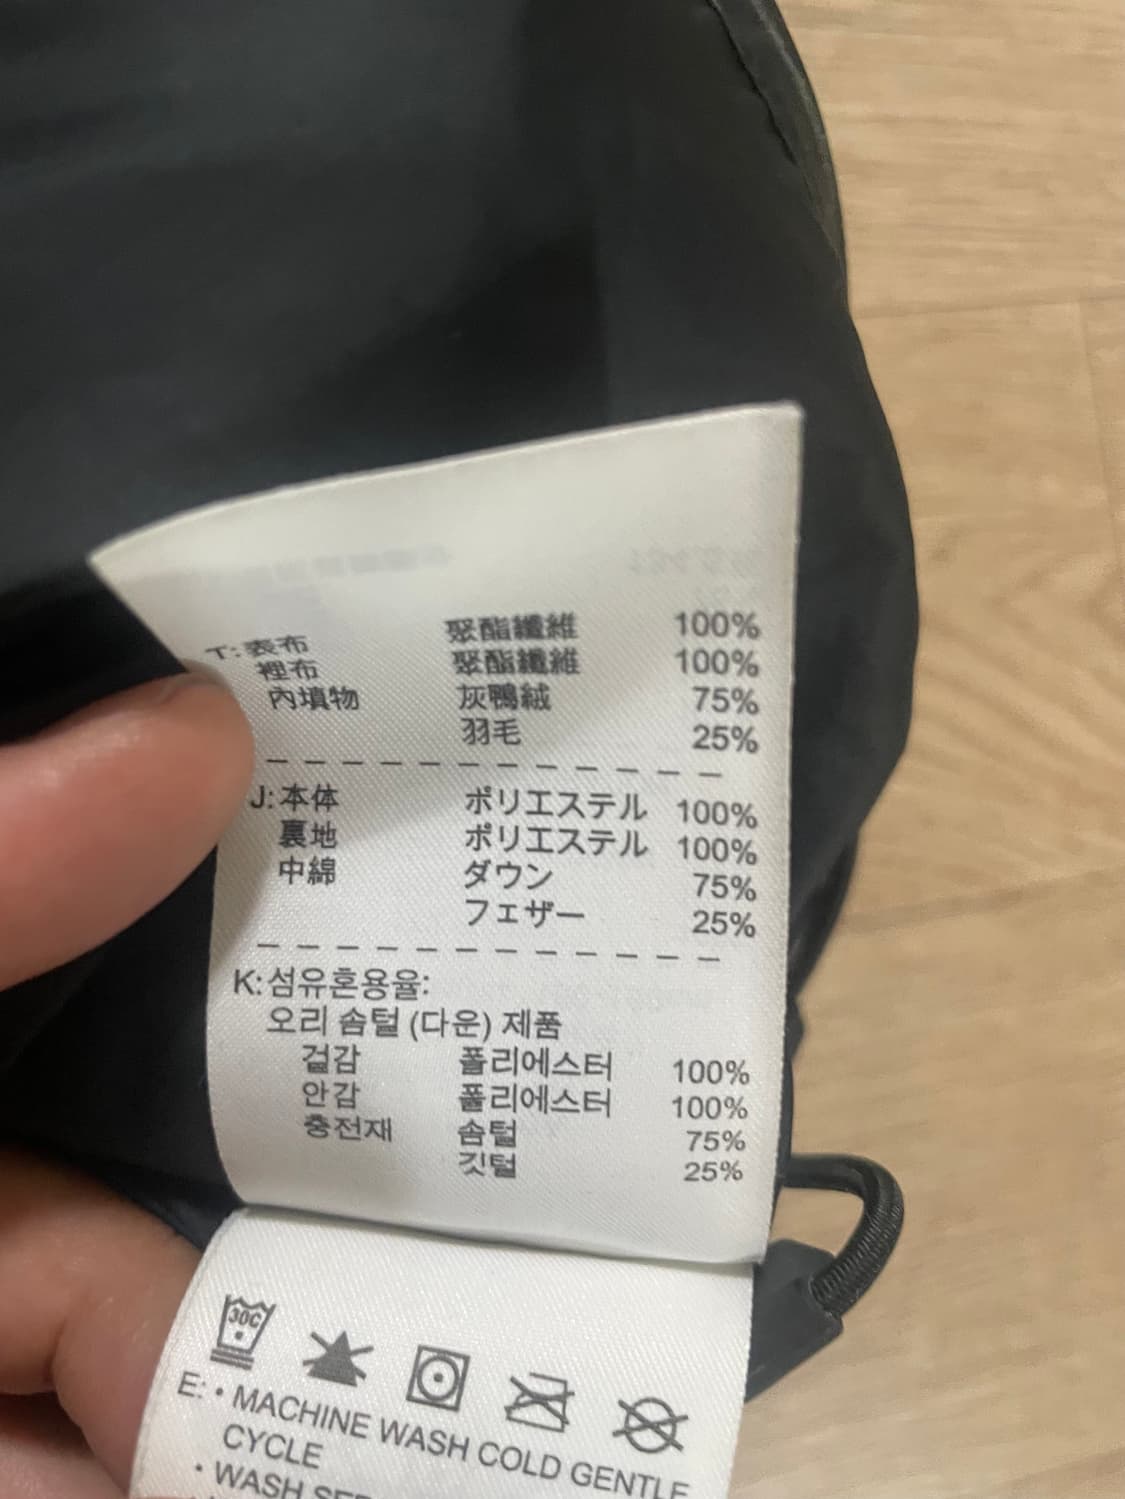 T: 表布 聚酯纖維 100%
裡布 聚酯纖維 100%
內填物 灰鴨絨 75%
羽毛 25%
J: 本体 ポリエステル 100%
裏地 ポリエステル 100%
中綿 ダウン 75%
フェザー 25%
K: 섬유혼용율:
오리 솜털 (다운) 제품
겉감 폴리에스터 100%
안감 폴리에스터 100%
충전재 솜털 75%
깃털 25%
30C
E: • MACHINE WASH COLD GENTLE
CYCLE
• WASH